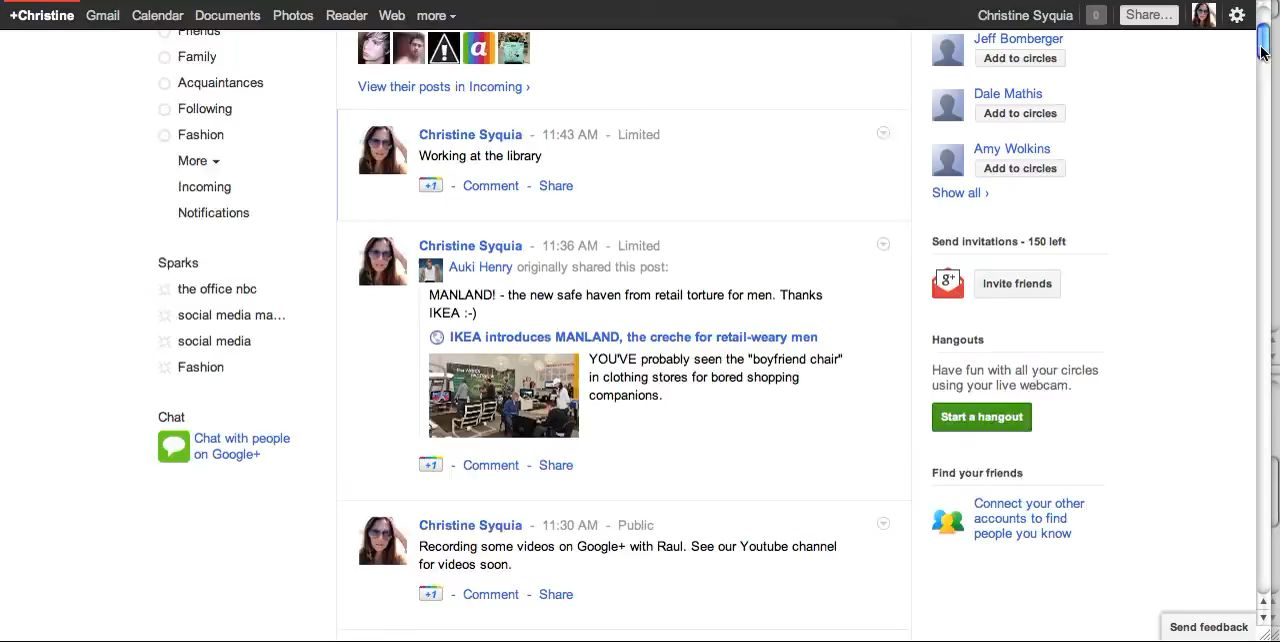 +Christine Gmail Calendar Documents Photos Reader Web more
Christine Syquia 0 Share...
Friends
Family
Acquaintances
Following
Fashion
More
Incoming
Notifications
Sparks
the office nbc
social media ma...
social media
Fashion
Chat
Chat with people
on Google+
a
View their posts in Incoming ›
Christine Syquia - 11:43 AM - Limited
Working at the library
+1 - Comment - Share
Christine Syquia - 11:36 AM - Limited
Auki Henry originally shared this post:
MANLAND! - the new safe haven from retail torture for men. Thanks
IKEA :-)
IKEA introduces MANLAND, the creche for retail-weary men
YOU'VE probably seen the "boyfriend chair"
in clothing stores for bored shopping
companions.
+1 - Comment - Share
Christine Syquia - 11:30 AM - Public
Recording some videos on Google+ with Raul. See our Youtube channel
for videos soon.
+1 - Comment - Share
Jeff Bomberger
Add to circles
Dale Mathis
Add to circles
Amy Wolkins
Add to circles
Show all ›
Send invitations - 150 left
g+
Invite friends
Hangouts
Have fun with all your circles
using your live webcam.
Start a hangout
Find your friends
Connect your other
accounts to find
people you know
Send feedback